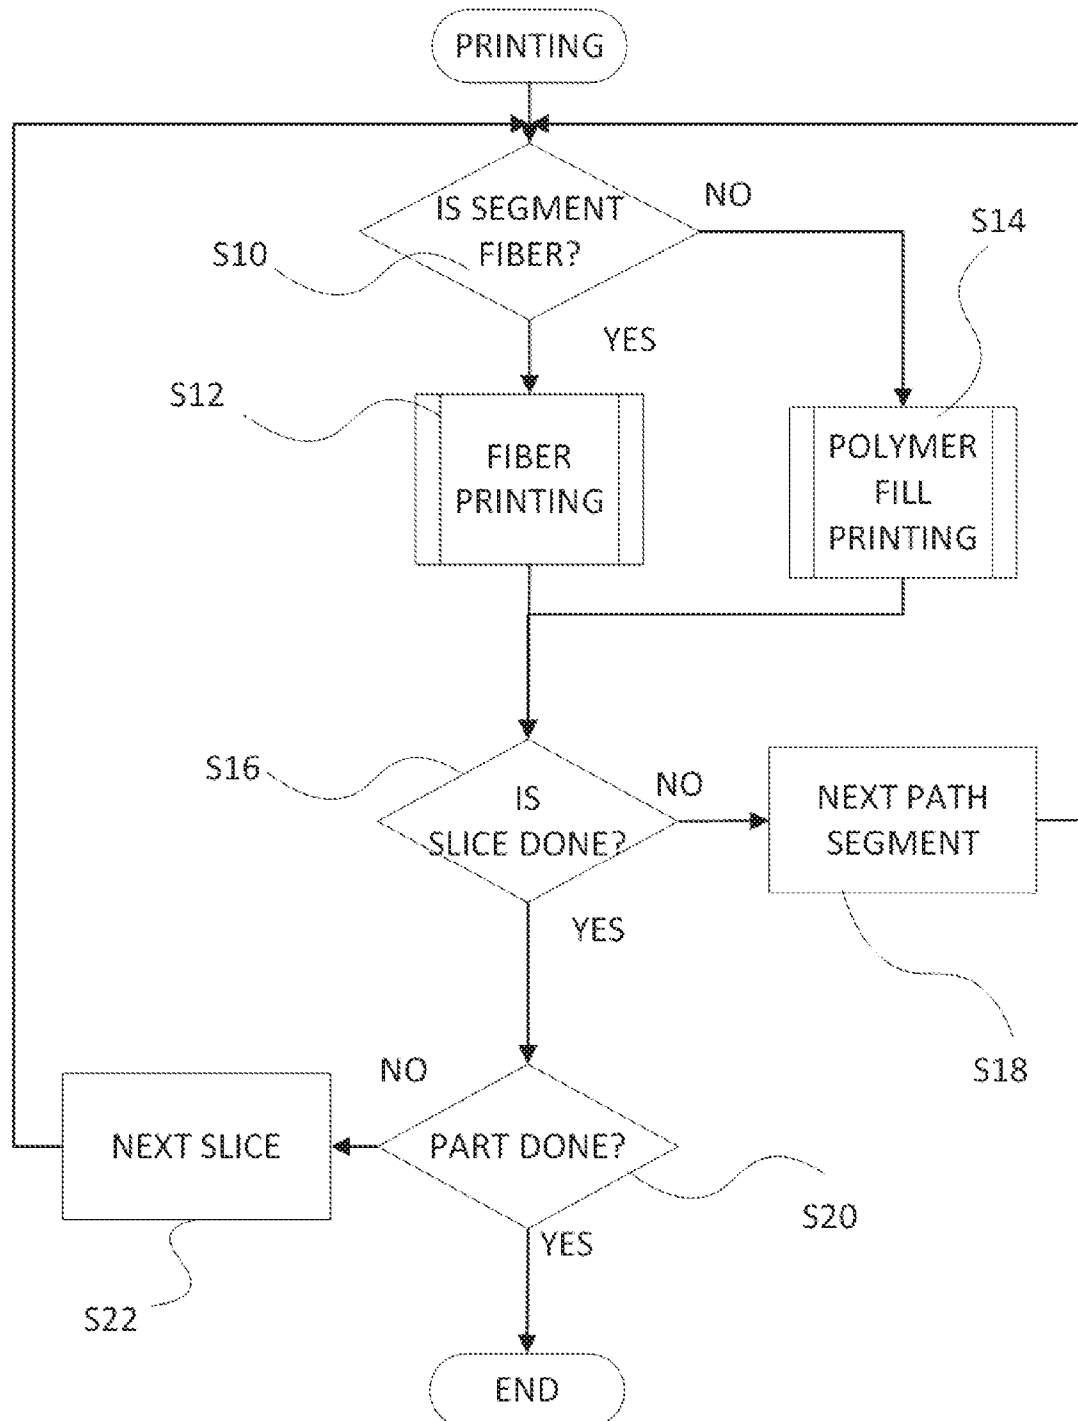 PRINTING
IS SEGMENT
FIBER?
NO
S10
S14
YES
S12
FIBER
PRINTING
POLYMER
FILL
PRINTING
S16
IS
SLICE DONE?
NO
NEXT PATH
SEGMENT
YES
S18
NO
NEXT SLICE
PART DONE?
S20
YES
S22
END